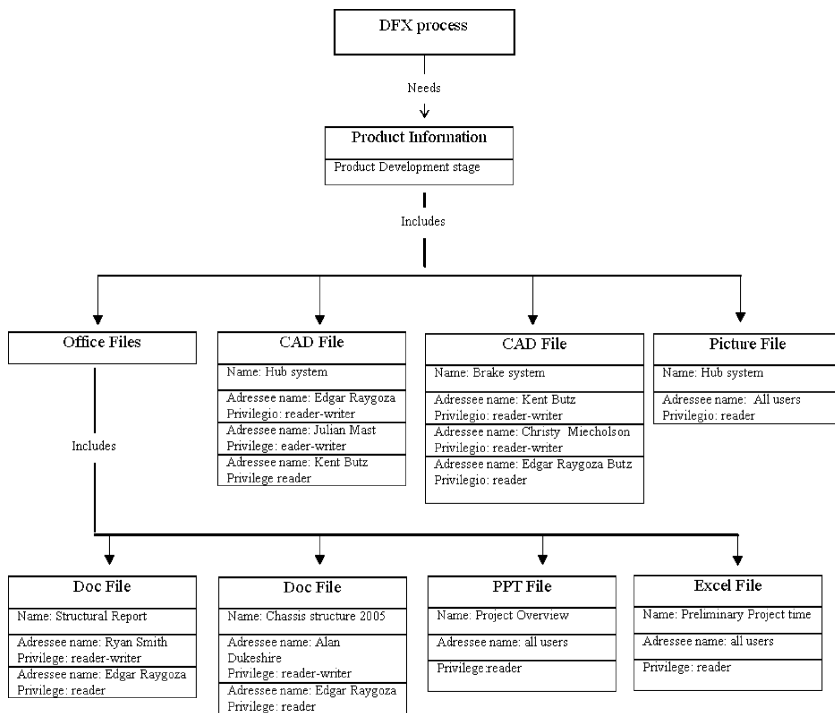 DFX process
Needs
Product Information
Product Development stage
Includes
Office Files
CAD File
Name: Hub system
Adressee name: Edgar Raygoza
Privilegio: reader-writer
Adressee name: Julian Mast
Privilege: eader-writer
Adressee name: Kent Butz
Privilege reader
CAD File
Name: Brake system
Adressee name: Kent Butz
Privilegio: reader-writer
Adressee name: Christy Miecholson
Privilegio: reader-writer
Adressee name: Edgar Raygoza Butz
Privilegio: reader
Picture File
Name: Hub system
Adressee name: All users
Privilegio: reader
Includes
Doc File
Name: Structural Report
Adressee name: Ryan Smith
Privilege: reader-writer
Adressee name: Edgar Raygoza
Privilege: reader
Doc File
Name: Chassis structure 2005
Adressee name: Alan
Dukeshire
Privilege: reader-writer
Adressee name: Edgar Raygoza
Privilege: reader
PPT File
Name: Project Overview
Adressee name: all users
Privilege:reader
Excel File
Name: Preliminary Project time
Adressee name: all users
Privilege: reader